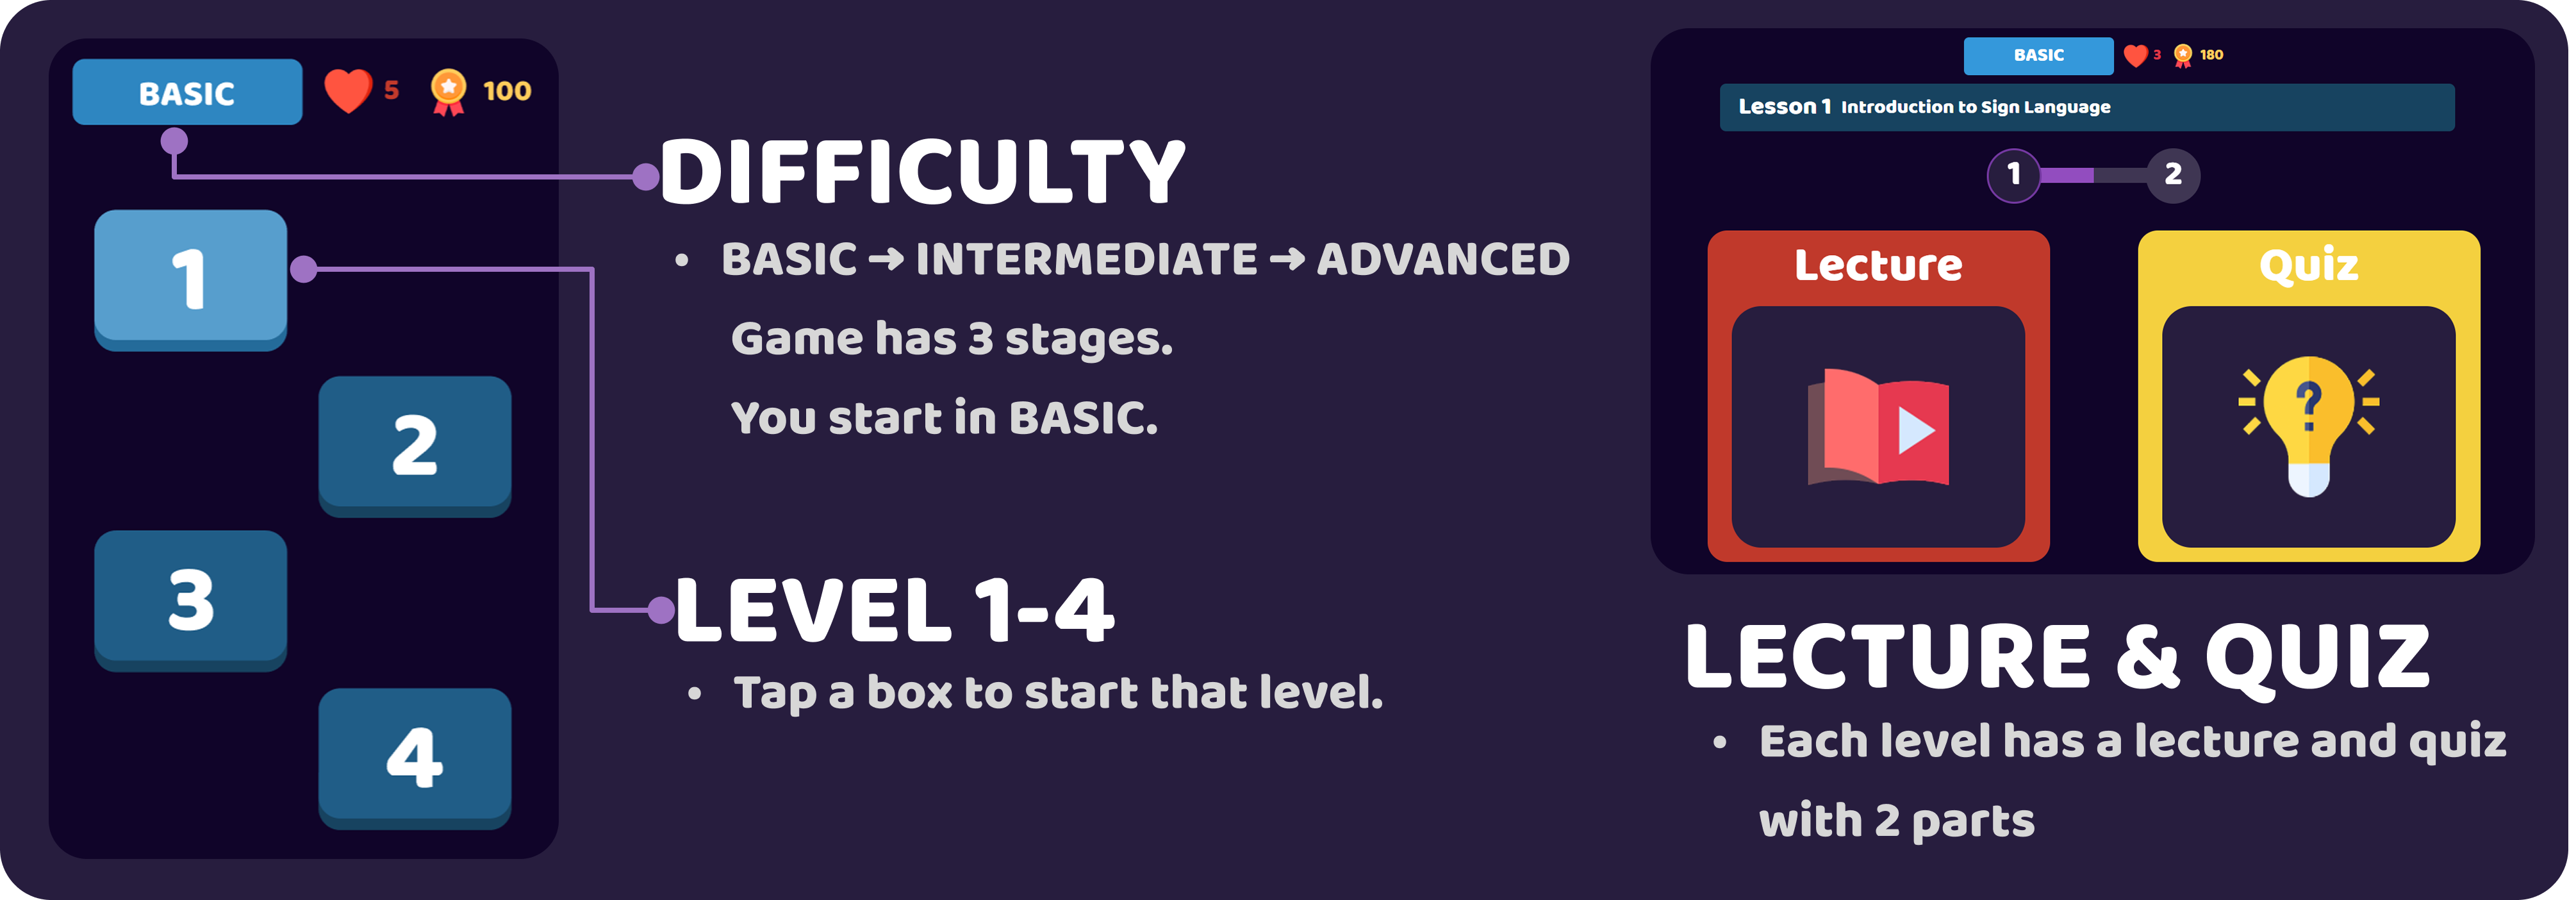 BASIC 5 100
1
2
3
4
DIFFICULTY
• BASIC → INTERMEDIATE → ADVANCED
Game has 3 stages.
You start in BASIC.
LEVEL 1-4
• Tap a box to start that level.
BASIC 3 180
Lesson 1 Introduction to Sign Language
1 2
Lecture Quiz
?
LECTURE & QUIZ
• Each level has a lecture and quiz
with 2 parts